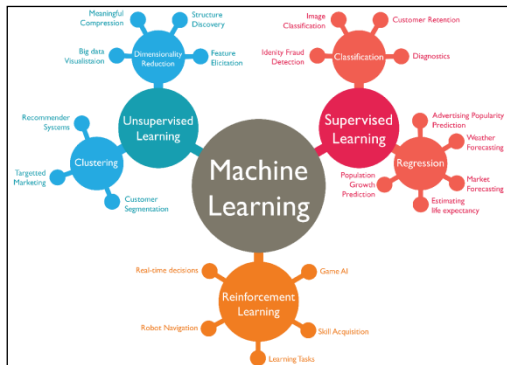 Meaningful
Compression
Structure
Discovery
Big data
Visualistaion
Dimensionality
Reduction
Feature
Elicitation
Recommender
Systems
Unsupervised
Learning
Clustering
Targetted
Marketing
Customer
Segmentation
Machine
Learning
Image
Classification
Customer Retention
Idenity Fraud
Detection
Classification
Diagnostics
Supervised
Learning
Advertising Popularity
Prediction
Weather
Forecasting
Regression
Population
Growth
Prediction
Market
Forecasting
Estimating
life expectancy
Real-time decisions
Game AI
Reinforcement
Learning
Robot Navigation
Skill Acquisition
Learning Tasks